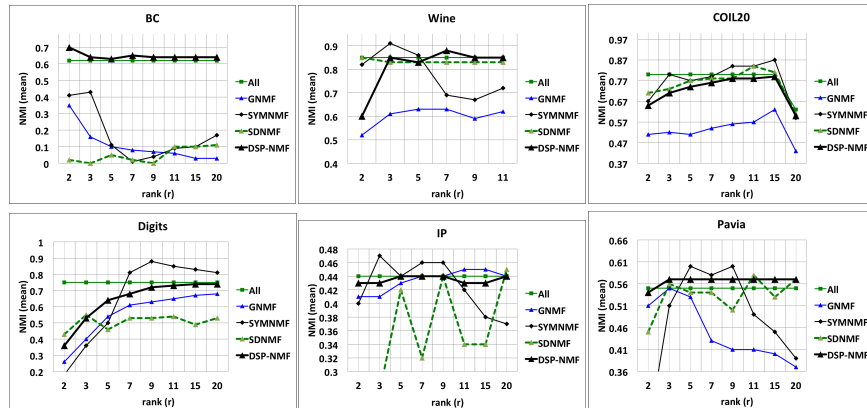 BC
NMI (mean)
0.7
0.6
0.5
0.4
0.3
0.2
0.1
0
2 3 5 7 9 11 15 20
rank (r)
All
GNMF
SYMNMF
SDNMF
DSP-NMF
Wine
NMI (mean)
0.9
0.8
0.7
0.6
0.5
0.4
2 3 5 7 9 11
rank (r)
All
GNMF
SYMNMF
SDNMF
DSP-NMF
COIL20
NMI (mean)
0.97
0.87
0.77
0.67
0.57
0.47
0.37
2 3 5 7 9 11 15 20
rank (r)
All
GNMF
SYMNMF
SDNMF
DSP-NMF
Digits
NMI (mean)
1
0.9
0.8
0.7
0.6
0.5
0.4
0.3
0.2
2 3 5 7 9 11 15 20
rank (r)
All
GNMF
SYMNMF
SDNMF
DSP-NMF
IP
NMI (mean)
0.48
0.46
0.44
0.42
0.4
0.38
0.36
0.34
0.32
0.3
2 3 5 7 9 11 15 20
rank (r)
All
GNMF
SYMNMF
SDNMF
DSP-NMF
Pavia
NMI (mean)
0.66
0.61
0.56
0.51
0.46
0.41
0.36
2 3 5 7 9 11 15 20
rank (r)
All
GNMF
SYMNMF
SDNMF
DSP-NMF